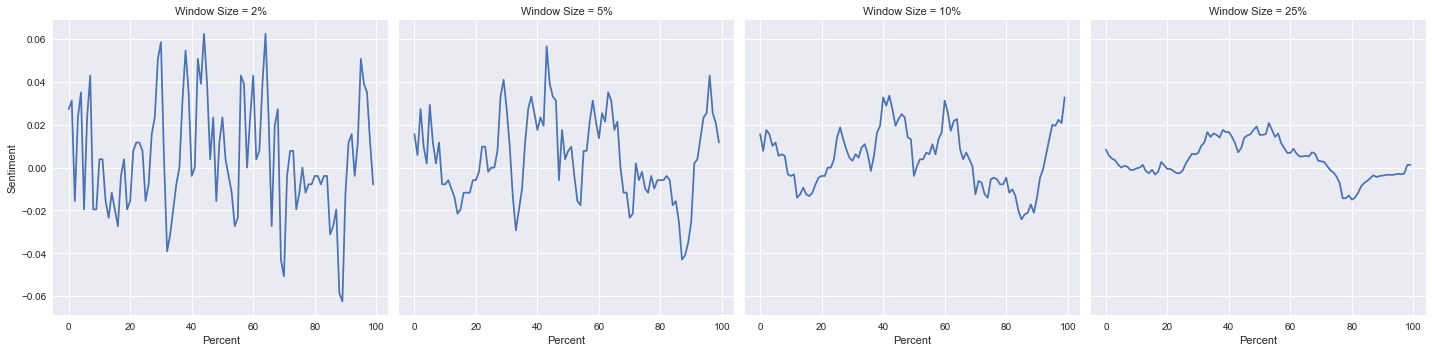 Window Size = 2%
Window Size = 5%
Window Size = 10%
Window Size = 25%
Sentiment
0.06
0.04
0.02
0.00
−0.02
−0.04
−0.06
0 20 40 60 80 100
0 20 40 60 80 100
0 20 40 60 80 100
0 20 40 60 80 100
Percent
Percent
Percent
Percent